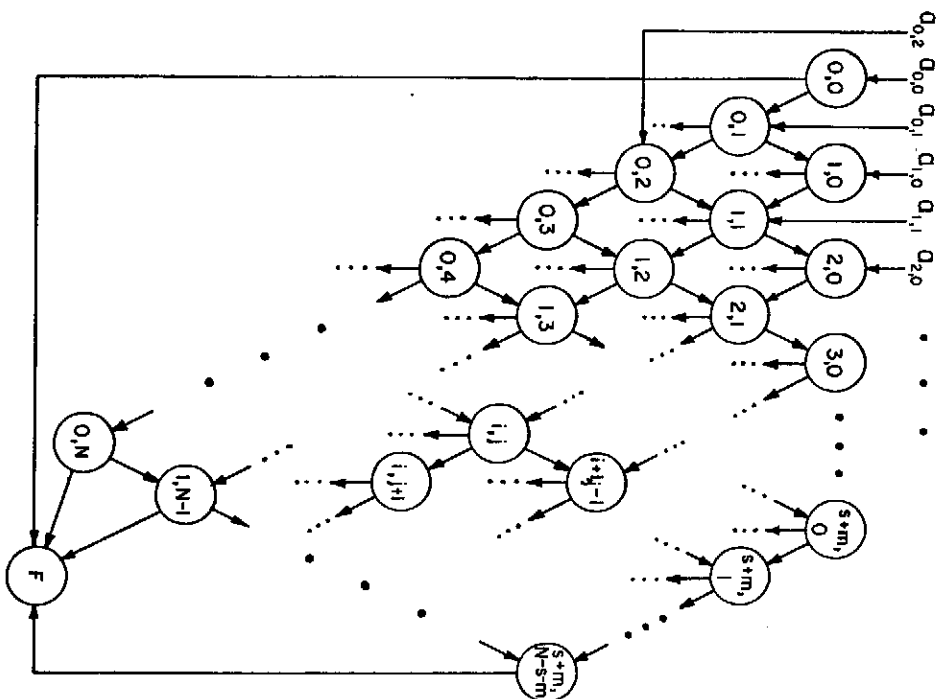 a0,2 a0,0 a0,1 a1,0 a1,1 a2,0
0,0 1,0 2,0 3,0 s+m,
0
0,1 1,1 2,1 s+m,
1
0,2 1,2
i+1,j-1
0,3 1,3 s+m,
N-s-m
i,j
0,4
i,j+1
1,N-1
0,N
F